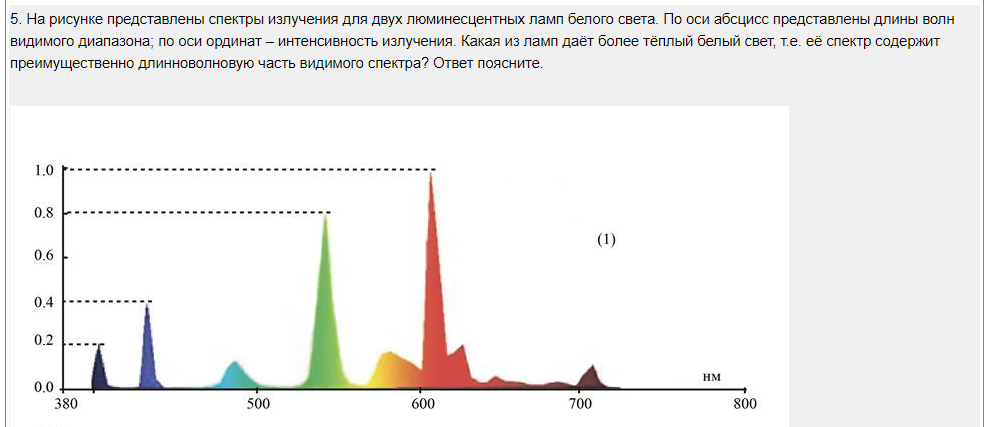 5. На рисунке представлены спектры излучения для двух люминесцентных ламп белого света. По оси абсцисс представлены длины волн
видимого диапазона; по оси ординат – интенсивность излучения. Какая из ламп даёт более тёплый белый свет, т.е. её спектр содержит
преимущественно длинноволновую часть видимого спектра? Ответ поясните.
1.0
0.8
0.6
(1)
0.4
0.2
0.0
нм
380 500 600 700 800